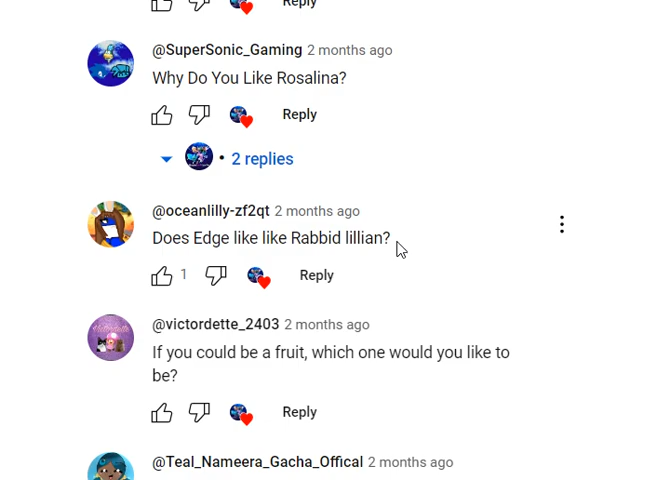 Reply
@SuperSonic_Gaming 2 months ago
Why Do You Like Rosalina?
Reply
• 2 replies
@oceanlilly-zf2qt 2 months ago
Does Edge like like Rabbid lillian?
1 Reply
@victordette_2403 2 months ago
If you could be a fruit, which one would you like to
be?
Reply
@Teal_Nameera_Gacha_Offical 2 months ago